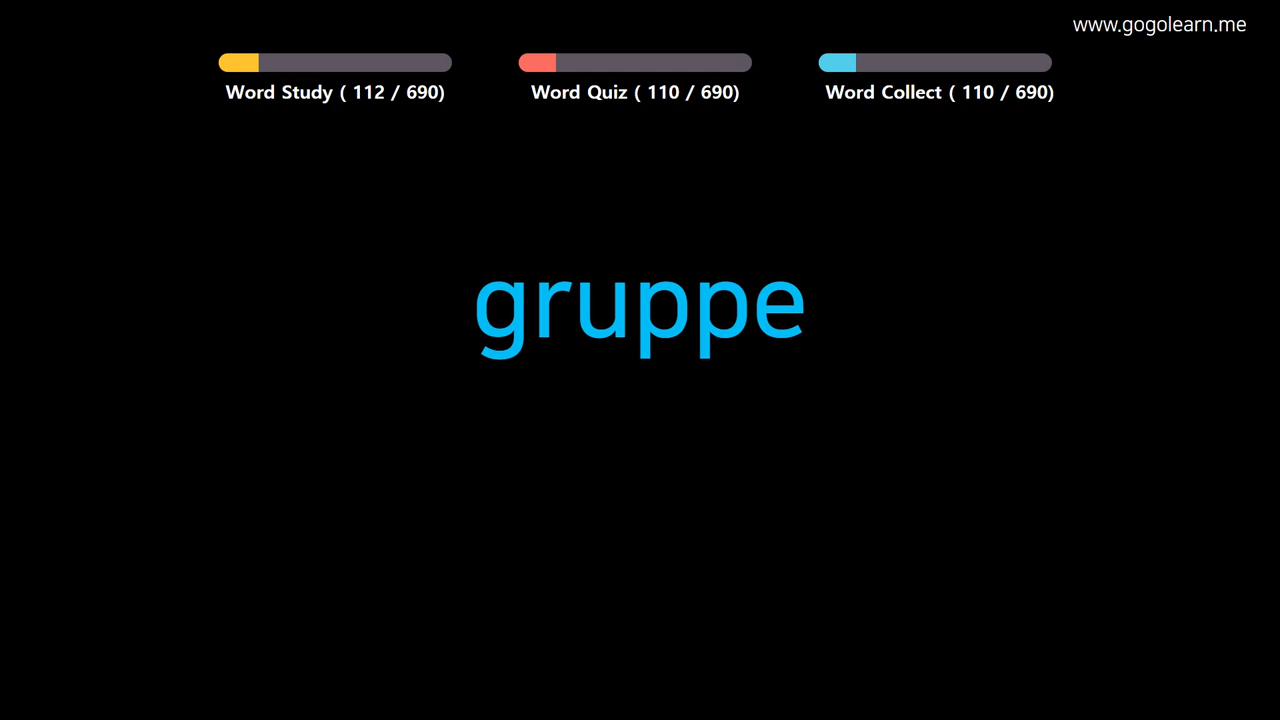 www.gogolearn.me
Word Study ( 112 / 690)
Word Quiz ( 110 / 690)
Word Collect ( 110 / 690)
gruppe